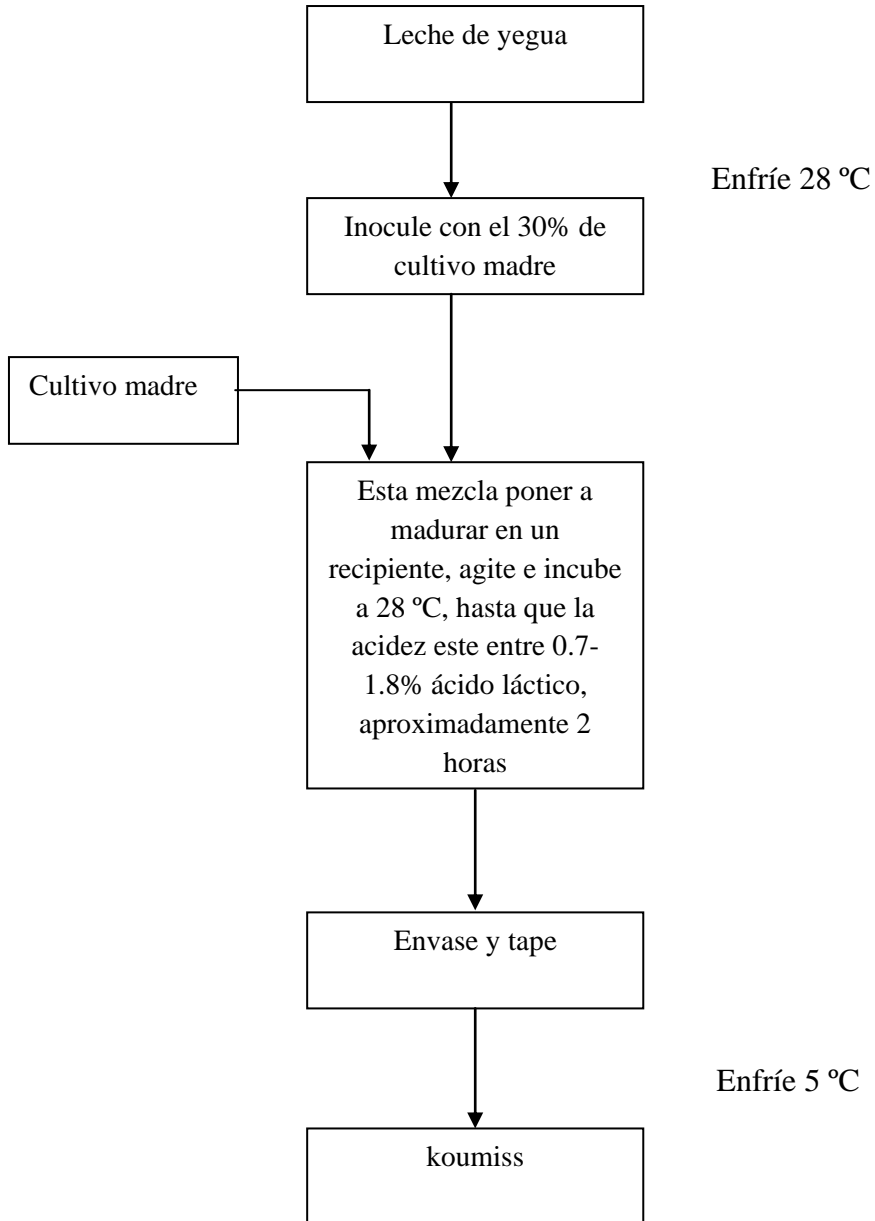 Leche de yegua
Enfríe 28 ºC
Inocule con el 30% de
cultivo madre
Cultivo madre
Esta mezcla poner a
madurar en un
recipiente, agite e incube
a 28 ºC, hasta que la
acidez este entre 0.7-
1.8% ácido láctico,
aproximadamente 2
horas
Envase y tape
Enfríe 5 ºC
koumiss